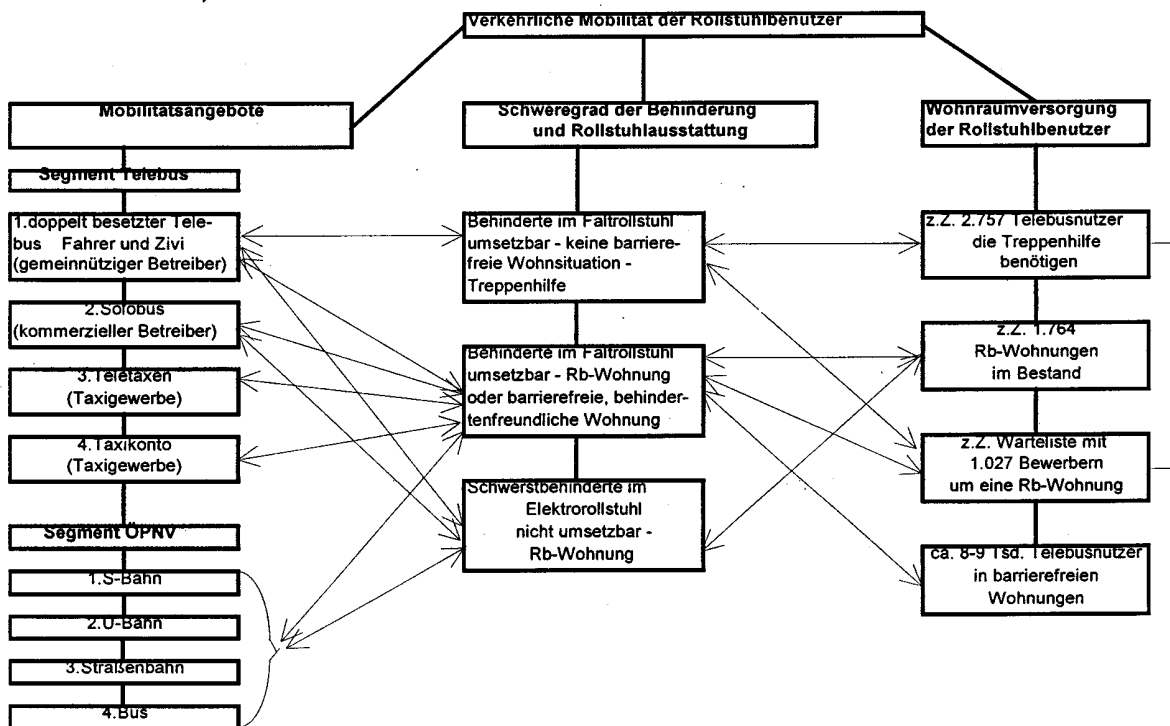 Verkehrliche Mobilität der Rollstuhlbenutzer
Mobilitätsangebote
Segment Telebus
1.doppelt besetzter Tele-
bus Fahrer und Zivi
(gemeinnütziger Betreiber)
2.Solobus
(kommerzieller Betreiber)
3.Teletaxen
(Taxigewerbe)
4.Taxikonto
(Taxigewerbe)
Segment ÖPNV
1.S-Bahn
2.U-Bahn
3.Straßenbahn
4.Bus
Schweregrad der Behinderung
und Rollstuhlausstattung
Behinderte im Faltrollstuhl
umsetzbar - keine barriere-
freie Wohnsituation -
Treppenhilfe
Behinderte im Faltrollstuhl
umsetzbar - Rb-Wohnung
oder barrierefreie, behinder-
tenfreundliche Wohnung
Schwerstbehinderte im
Elektrorollstuhl
nicht umsetzbar -
Rb-Wohnung
Wohnraumversorgung
der Rollstuhlbenutzer
z.Z. 2.757 Telebusnutzer
die Treppenhilfe
benötigen
z.Z. 1.764
Rb-Wohnungen
im Bestand
z.Z. Warteliste mit
1.027 Bewerbern
um eine Rb-Wohnung
ca. 8-9 Tsd. Telebusnutzer
in barrierefreien
Wohnungen